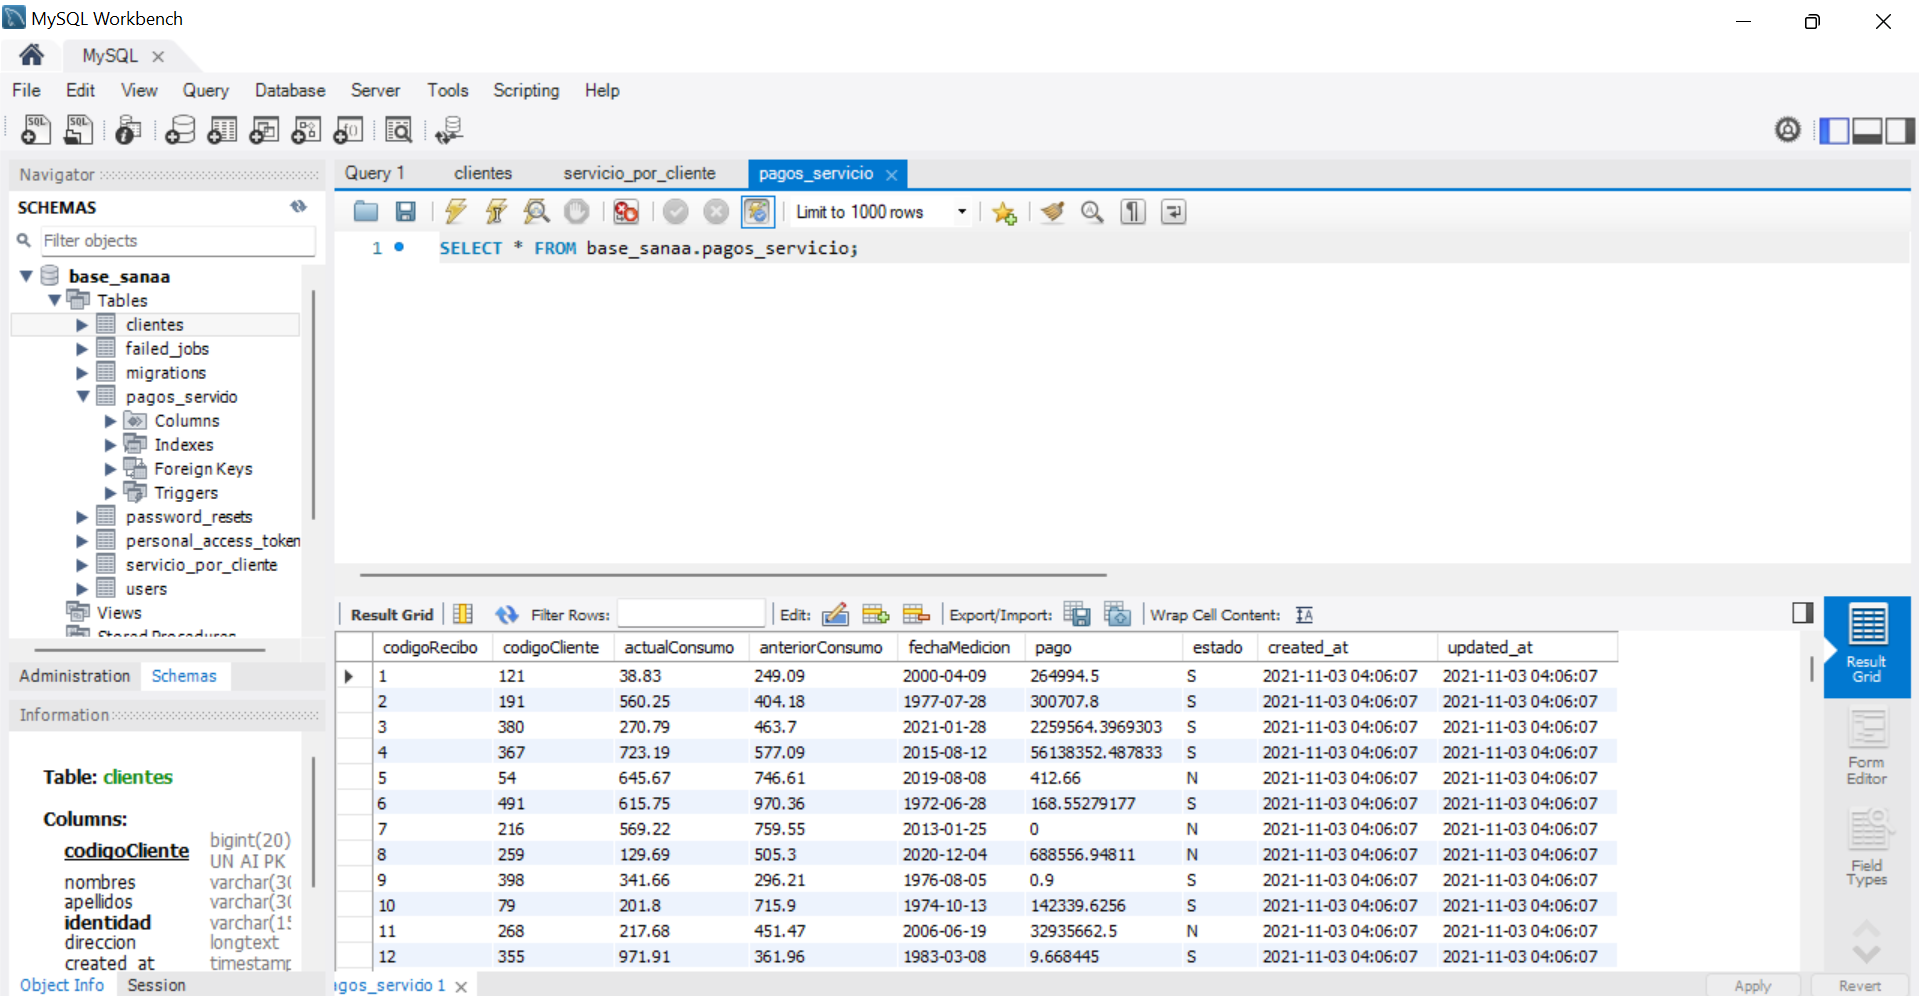 MySQL Workbench
MySQL
File Edit View Query Database Server Tools Scripting Help
Navigator
SCHEMAS
Filter objects
base_sanaa
Tables
clientes
failed_jobs
migrations
pagos_servicio
Columns
Indexes
Foreign Keys
Triggers
password_resets
personal_access_token
servicio_por_cliente
users
Views
Stored Procedures
Administration Schemas
Information
Table: clientes
Columns:
codigoCliente bigint(20) UN AI PK
nombres varchar(30
apellidos varchar(30
identidad varchar(15
direccion longtext
created_at timestamp
Object Info Session
Query 1 clientes servicio_por_cliente pagos_servicio
Limit to 1000 rows
1 SELECT * FROM base_sanaa.pagos_servicio;
Result Grid Filter Rows: Edit: Export/Import: Wrap Cell Content:
codigoRecibo codigoCliente actualConsumo anteriorConsumo fechaMedicion pago estado created_at updated_at
1 121 38.83 249.09 2000-04-09 264994.5 S 2021-11-03 04:06:07 2021-11-03 04:06:07
2 191 560.25 404.18 1977-07-28 300707.8 S 2021-11-03 04:06:07 2021-11-03 04:06:07
3 380 270.79 463.7 2021-01-28 2259564.3969303 S 2021-11-03 04:06:07 2021-11-03 04:06:07
4 367 723.19 577.09 2015-08-12 56138352.487833 S 2021-11-03 04:06:07 2021-11-03 04:06:07
5 54 645.67 746.61 2019-08-08 412.66 N 2021-11-03 04:06:07 2021-11-03 04:06:07
6 491 615.75 970.36 1972-06-28 168.55279177 S 2021-11-03 04:06:07 2021-11-03 04:06:07
7 216 569.22 759.55 2013-01-25 0 N 2021-11-03 04:06:07 2021-11-03 04:06:07
8 259 129.69 505.3 2020-12-04 688556.94811 N 2021-11-03 04:06:07 2021-11-03 04:06:07
9 398 341.66 296.21 1976-08-05 0.9 S 2021-11-03 04:06:07 2021-11-03 04:06:07
10 79 201.8 715.9 1974-10-13 142339.6256 S 2021-11-03 04:06:07 2021-11-03 04:06:07
11 268 217.68 451.47 2006-06-19 32935662.5 N 2021-11-03 04:06:07 2021-11-03 04:06:07
12 355 971.91 361.96 1983-03-08 9.668445 S 2021-11-03 04:06:07 2021-11-03 04:06:07
Result Grid
Form Editor
Field Types
agos_servicio 1
Apply Revert